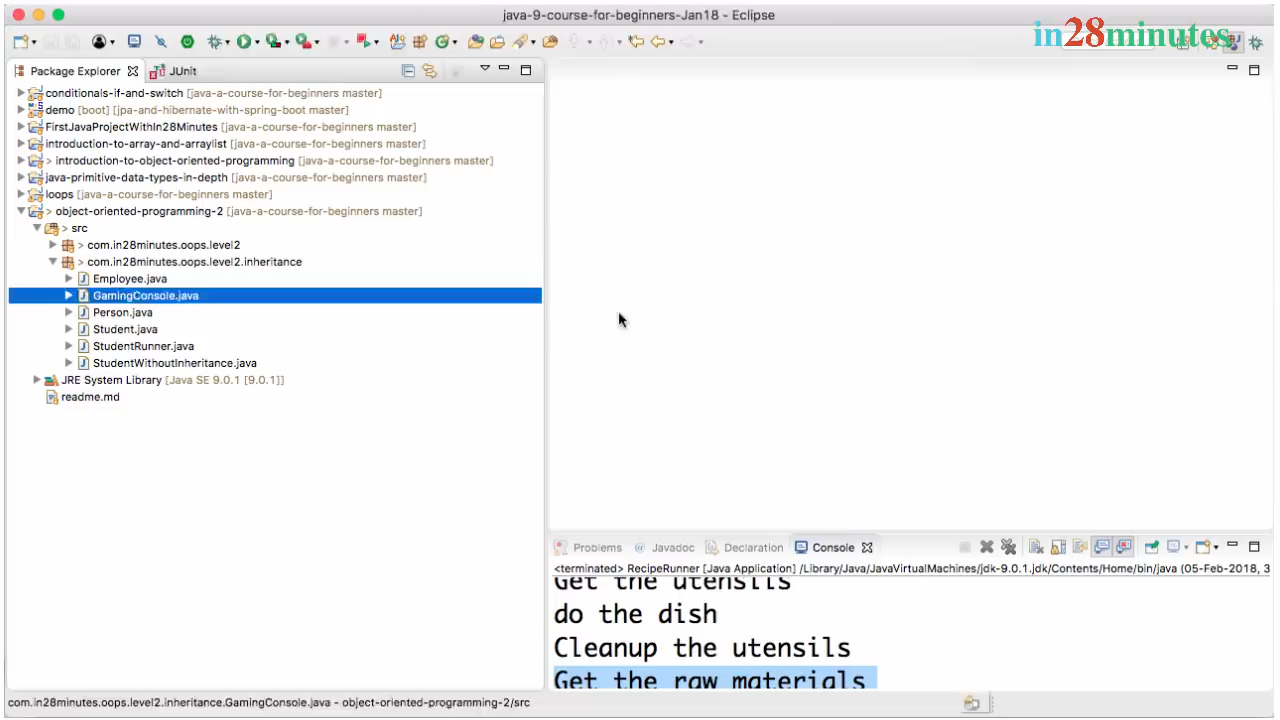 java-9-course-for-beginners-Jan18 - Eclipse
in28minutes
Package Explorer
JUnit
conditionals-if-and-switch [java-a-course-for-beginners master]
demo [boot] [jpa-and-hibernate-with-spring-boot master]
FirstJavaProjectWithIn28Minutes [java-a-course-for-beginners master]
introduction-to-array-and-arraylist [java-a-course-for-beginners master]
> introduction-to-object-oriented-programming [java-a-course-for-beginners master]
java-primitive-data-types-in-depth [java-a-course-for-beginners master]
loops [java-a-course-for-beginners master]
> object-oriented-programming-2 [java-a-course-for-beginners master]
> src
> com.in28minutes.oops.level2
> com.in28minutes.oops.level2.inheritance
Employee.java
GamingConsole.java
Person.java
Student.java
StudentRunner.java
StudentWithoutInheritance.java
JRE System Library [Java SE 9.0.1 [9.0.1]]
readme.md
Problems @ Javadoc Declaration Console
<terminated> RecipeRunner [Java Application] /Library/Java/JavaVirtualMachines/jdk-9.0.1.jdk/Contents/Home/bin/java (05-Feb-2018, 3
Get the utensils
do the dish
Cleanup the utensils
Get the raw materials
com.in28minutes.oops.level2.inheritance.GamingConsole.java - object-oriented-programming-2/src